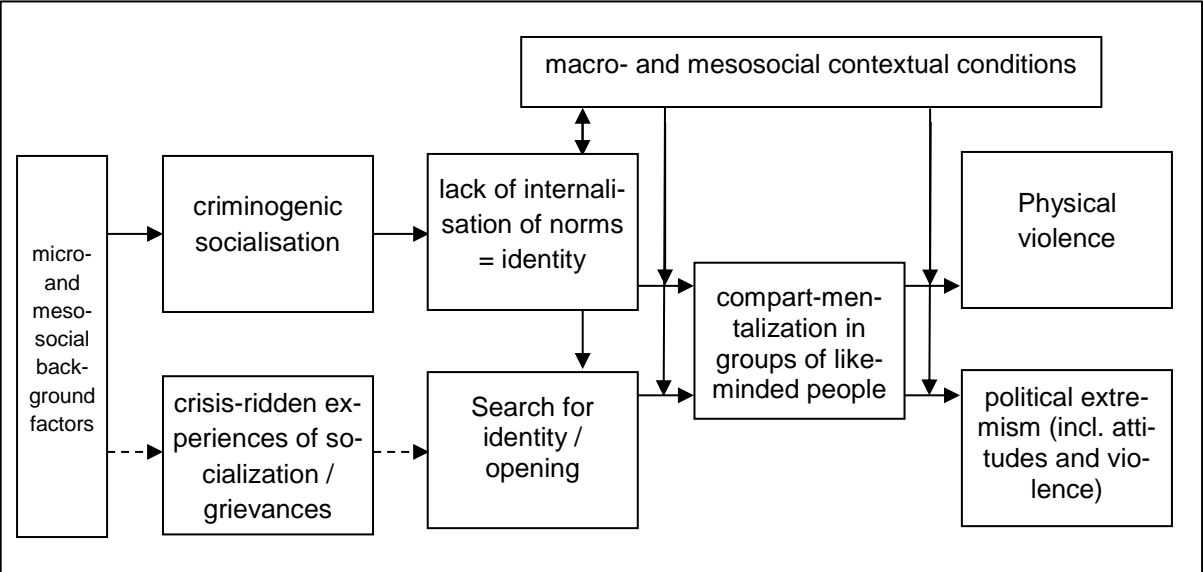 macro- and mesosocial contextual conditions
micro-
and
meso-
social
back-
ground
factors
criminogenic
socialisation
lack of internali-
sation of norms
= identity
Physical
violence
compart-men-
talization in
groups of like-
minded people
crisis-ridden ex-
periences of so-
cialization /
grievances
Search for
identity /
opening
political extre-
mism (incl. atti-
tudes and vio-
lence)